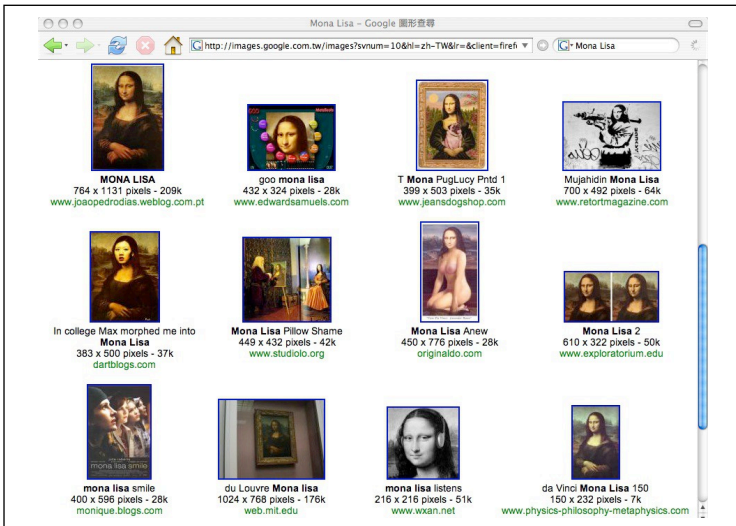 Mona Lisa - Google 圖形查尋
http://images.google.com.tw/images?svnum=10&hl=zh-TW&lr=&client=firef
Mona Lisa
MONA LISA
764 x 1131 pixels - 209k
www.joaopedrodias.weblog.com.pt
goo mona lisa
432 x 324 pixels - 28k
www.edwardsamuels.com
T Mona PugLucy Pntd 1
399 x 503 pixels - 35k
www.jeansdogshop.com
Mujahidin Mona Lisa
700 x 492 pixels - 64k
www.retortmagazine.com
In college Max morphed me into
Mona Lisa
383 x 500 pixels - 37k
dartblogs.com
Mona Lisa Pillow Shame
449 x 432 pixels - 42k
www.studiolo.org
Mona Lisa Anew
450 x 776 pixels - 28k
originaldo.com
Mona Lisa 2
610 x 322 pixels - 50k
www.exploratorium.edu
mona lisa smile
mona lisa smile
400 x 596 pixels - 28k
monique.blogs.com
du Louvre Mona Lisa
1024 x 768 pixels - 176k
web.mit.edu
mona lisa listens
216 x 216 pixels - 51k
www.wxan.net
da Vinci Mona Lisa 150
150 x 232 pixels - 7k
www.physics-philosophy-metaphysics.com